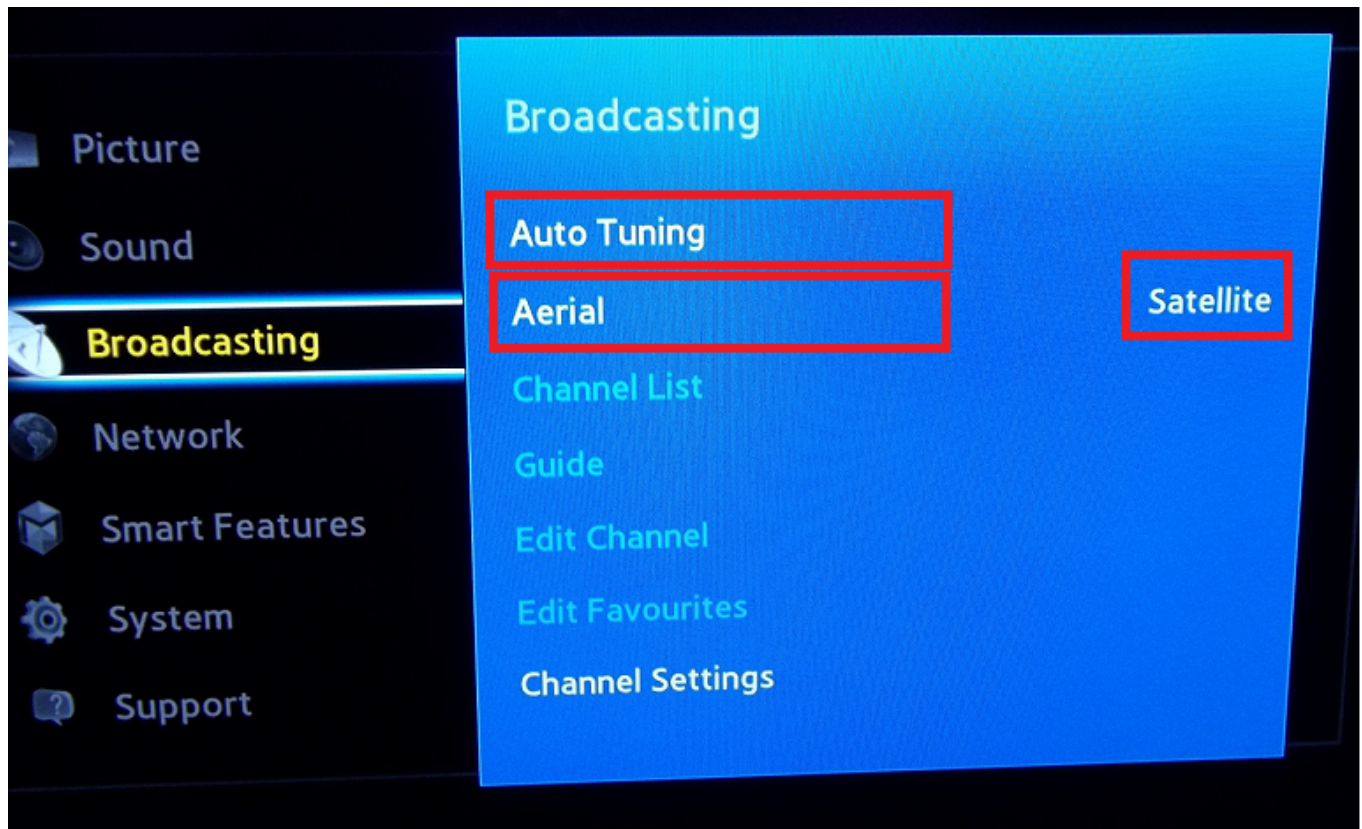 Picture
Sound
Broadcasting
Network
Smart Features
System
Support
Broadcasting
Auto Tuning
Aerial Satellite
Channel List
Guide
Edit Channel
Edit Favourites
Channel Settings